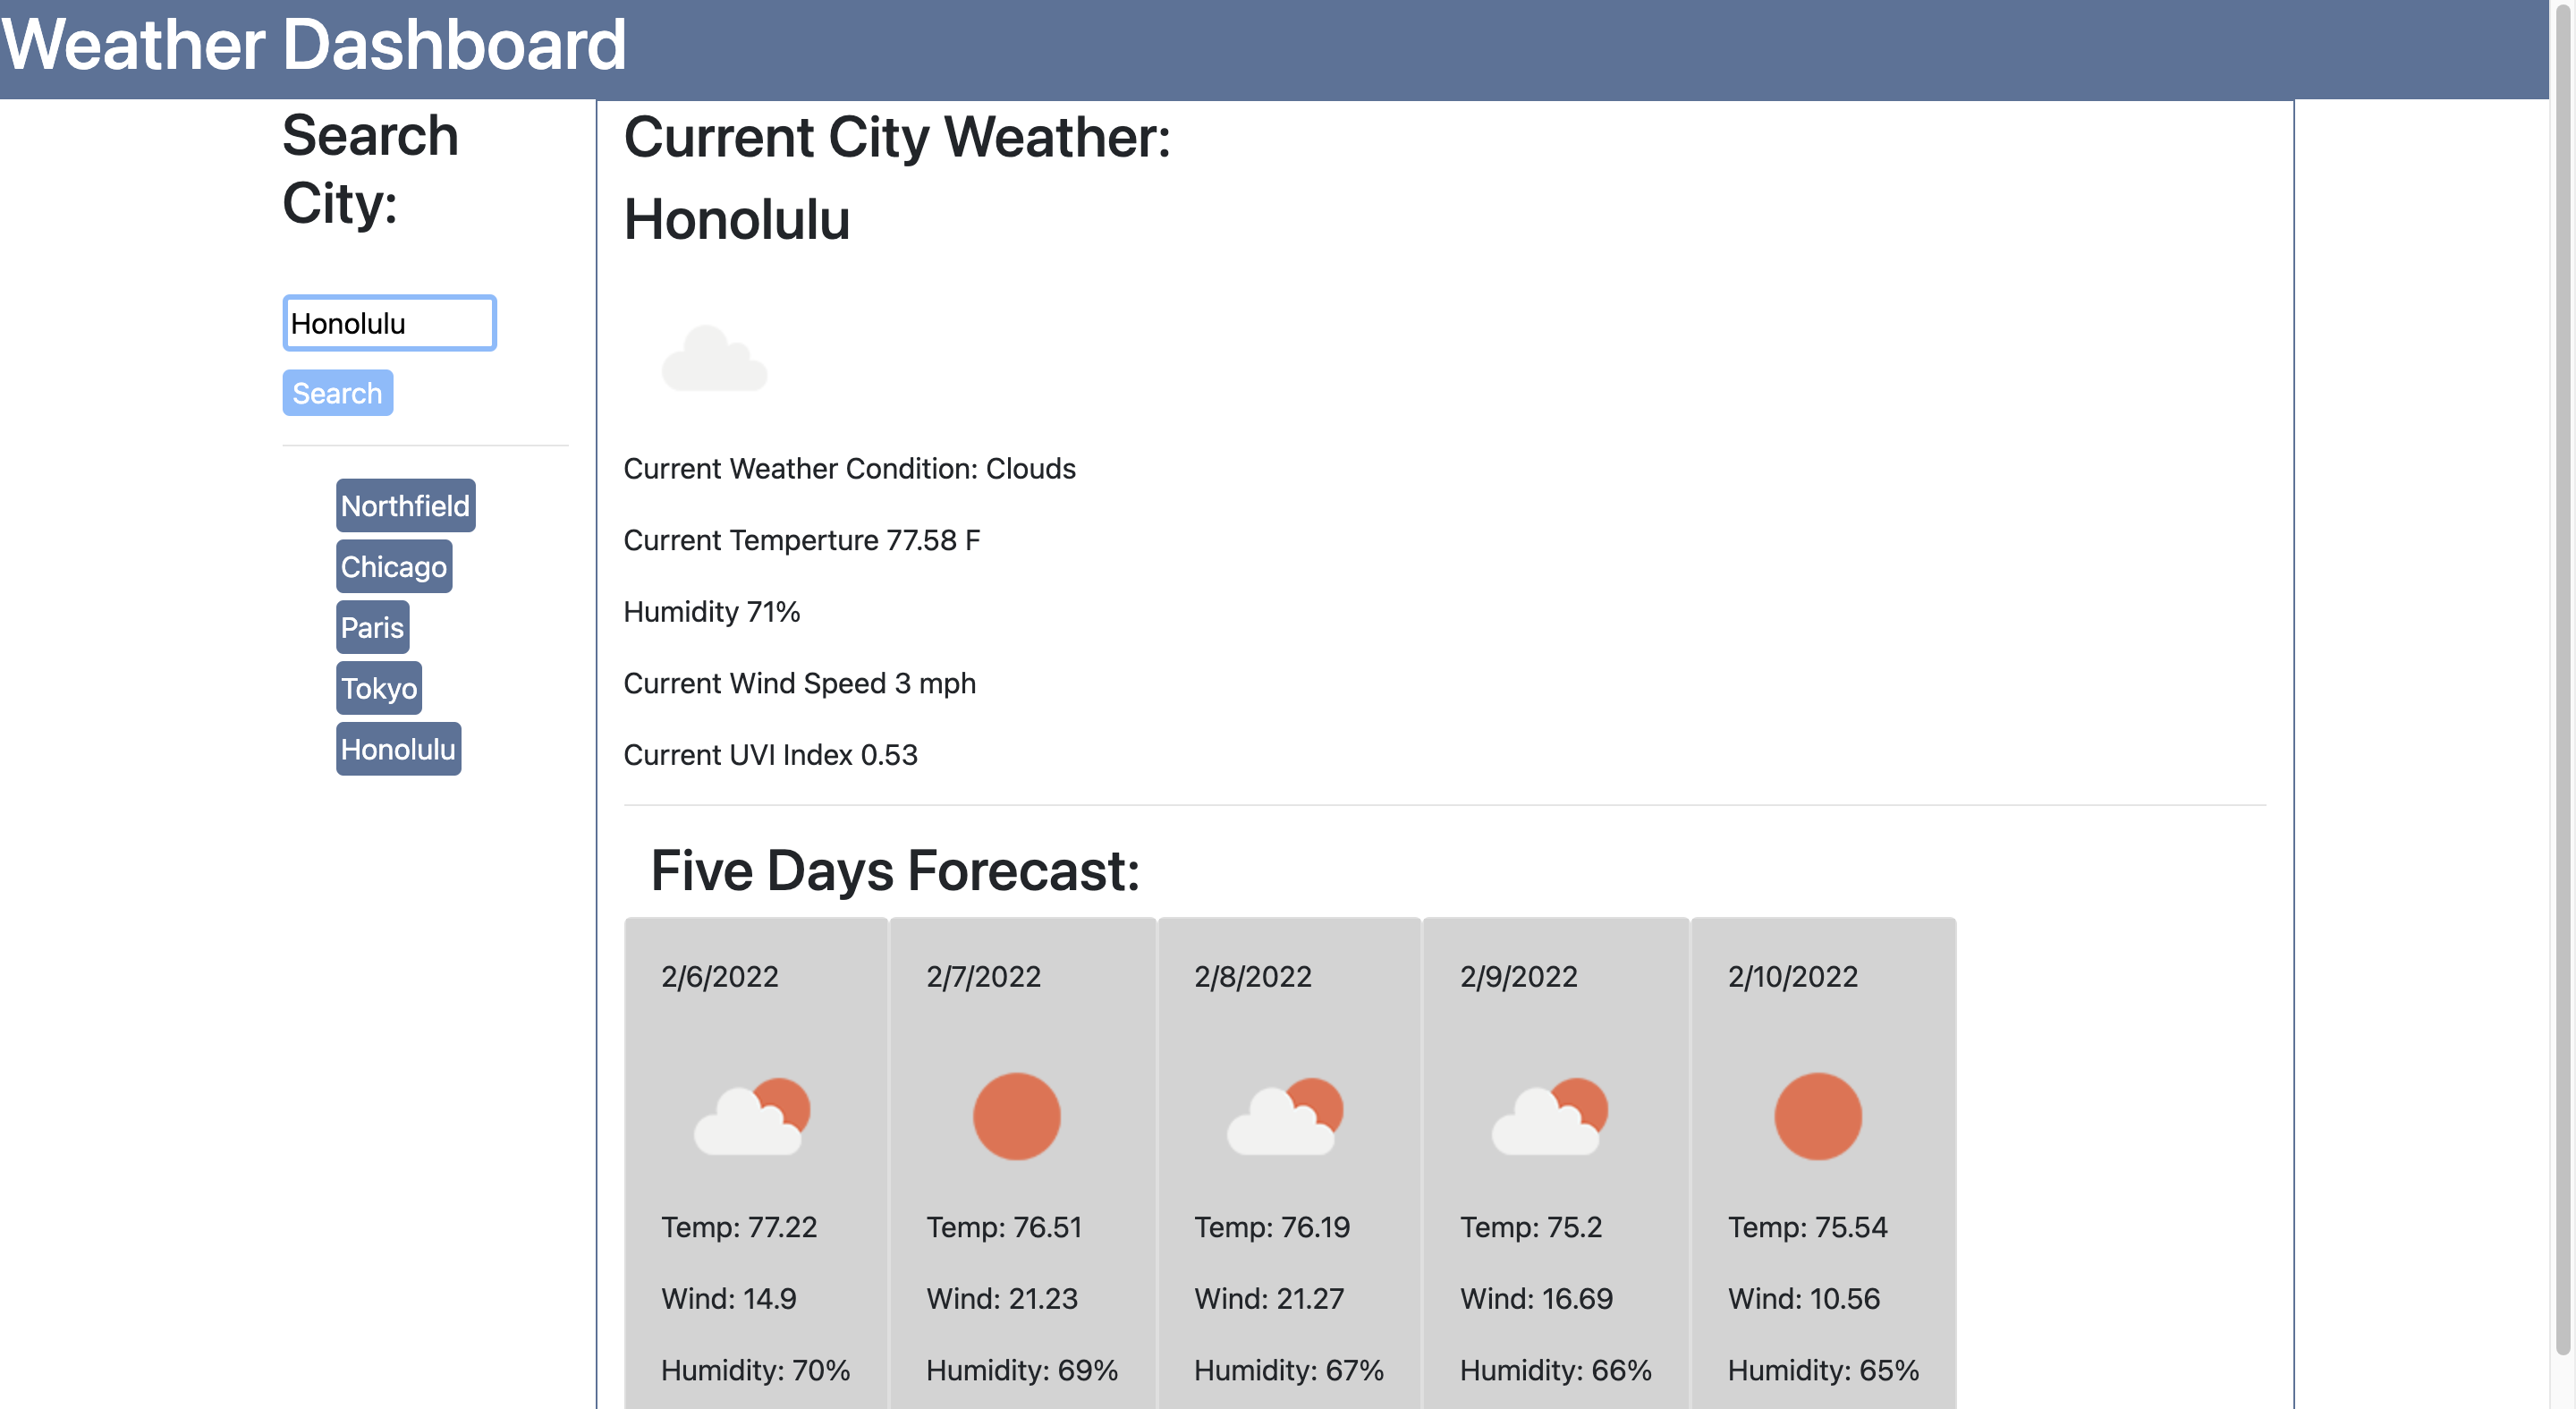 Weather Dashboard
Search
City:
Honolulu
Search
Northfield
Chicago
Paris
Tokyo
Honolulu
Current City Weather:
Honolulu
Current Weather Condition: Clouds
Current Temperture 77.58 F
Humidity 71%
Current Wind Speed 3 mph
Current UVI Index 0.53
Five Days Forecast:
2/6/2022
Temp: 77.22
Wind: 14.9
Humidity: 70%
2/7/2022
Temp: 76.51
Wind: 21.23
Humidity: 69%
2/8/2022
Temp: 76.19
Wind: 21.27
Humidity: 67%
2/9/2022
Temp: 75.2
Wind: 16.69
Humidity: 66%
2/10/2022
Temp: 75.54
Wind: 10.56
Humidity: 65%